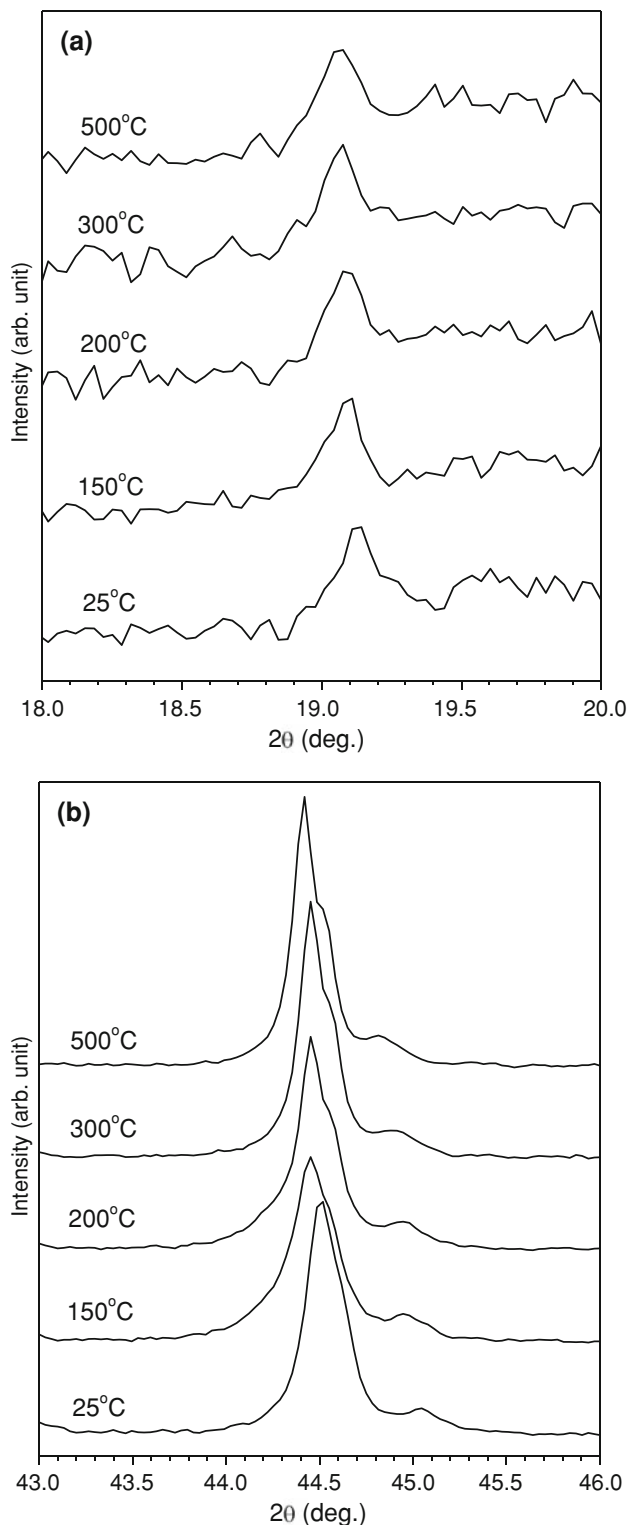 (a)
500°C
300°C
200°C
150°C
25°C
Intensity (arb. unit)
18.0 18.5 19.0 19.5 20.0
2θ (deg.)
(b)
500°C
300°C
200°C
150°C
25°C
Intensity (arb. unit)
43.0 43.5 44.0 44.5 45.0 45.5 46.0
2θ (deg.)